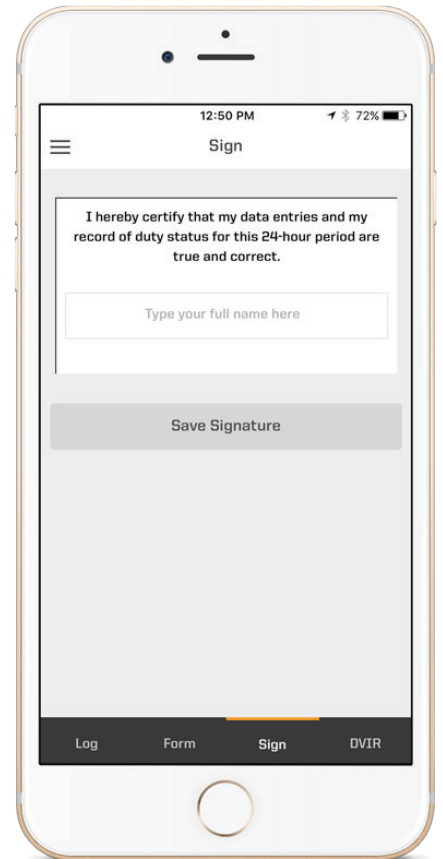 12:50 PM 72%
Sign
I hereby certify that my data entries and my
record of duty status for this 24-hour period are
true and correct.
Type your full name here
Save Signature
Log Form Sign DVIR